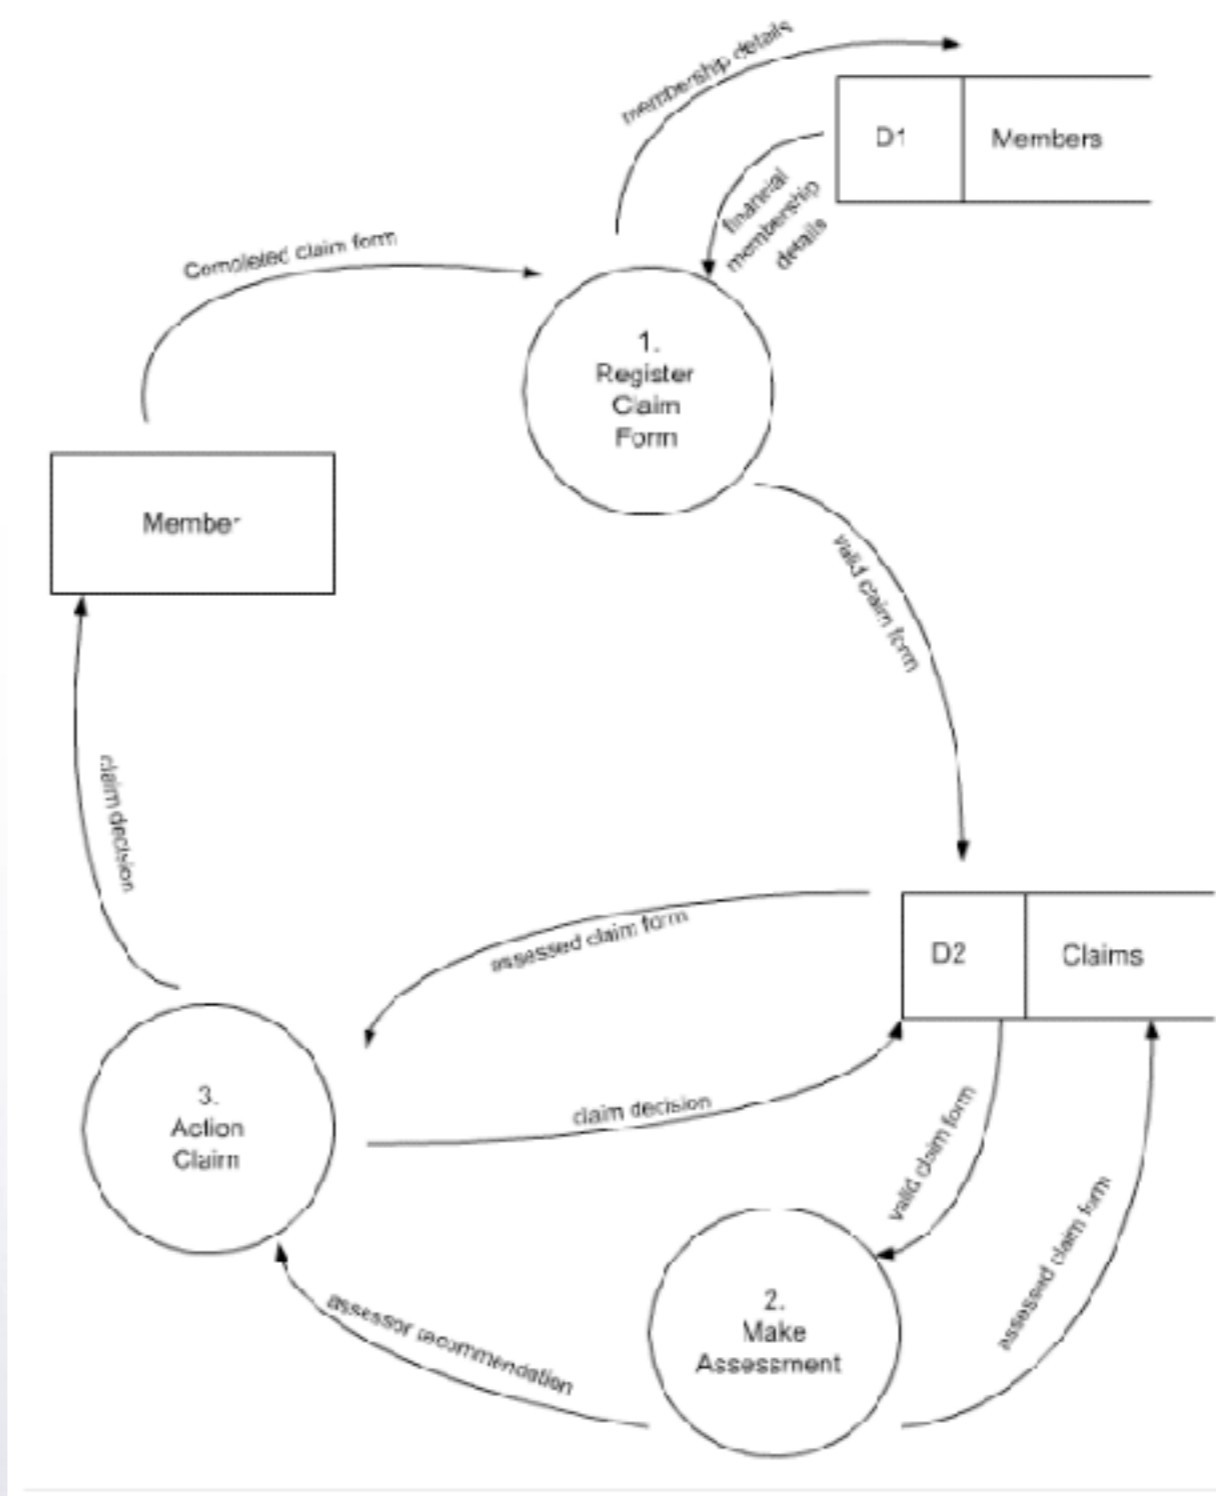 membership details
D1
Members
financial
membership
details
Completed claim form
1.
Register
Claim
Form
Member
valid claim form
claim decision
assessed claim form
D2
Claims
3.
Action
Claim
claim decision
valid claim form
assessed claim form
2.
Make
Assessment
assessor recommendation